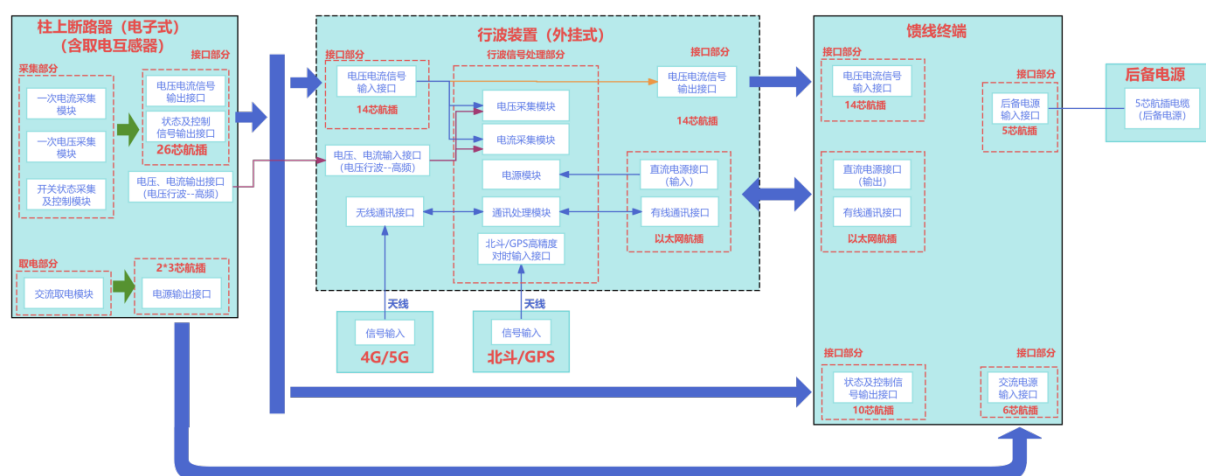 柱上断路器（电子式）
（含取电互感器）
接口部分
采集部分
一次电流采集
模块
一次电压采集
模块
开关状态采集
及控制模块
电压电流信号
输出接口
状态及控制
信号输出接口
26芯航插
电压、电流输出接口
(电压行波--高频)
取电部分
交流取电模块
2*3芯航插
电源输出接口
行波装置（外挂式）
接口部分
电压电流信号
输入接口
14芯航插
电压、电流输入接口
(电压行波--高频)
无线通讯接口
行波信号处理部分
电压采集模块
电流采集模块
电源模块
通讯处理模块
北斗/GPS高精度
对时输入接口
接口部分
电压电流信号
输出接口
14芯航插
直流电源接口
(输入)
有线通讯接口
以太网航插
天线
信号输入
4G/5G
天线
信号输入
北斗/GPS
馈线终端
接口部分
电压电流信号
输入接口
14芯航插
接口部分
后备电源
输入接口
5芯航插
直流电源接口
(输出)
有线通讯接口
以太网航插
接口部分
状态及控制信
号输出接口
10芯航插
接口部分
交流电源
输入接口
6芯航插
后备电源
5芯航插电缆
(后备电源)